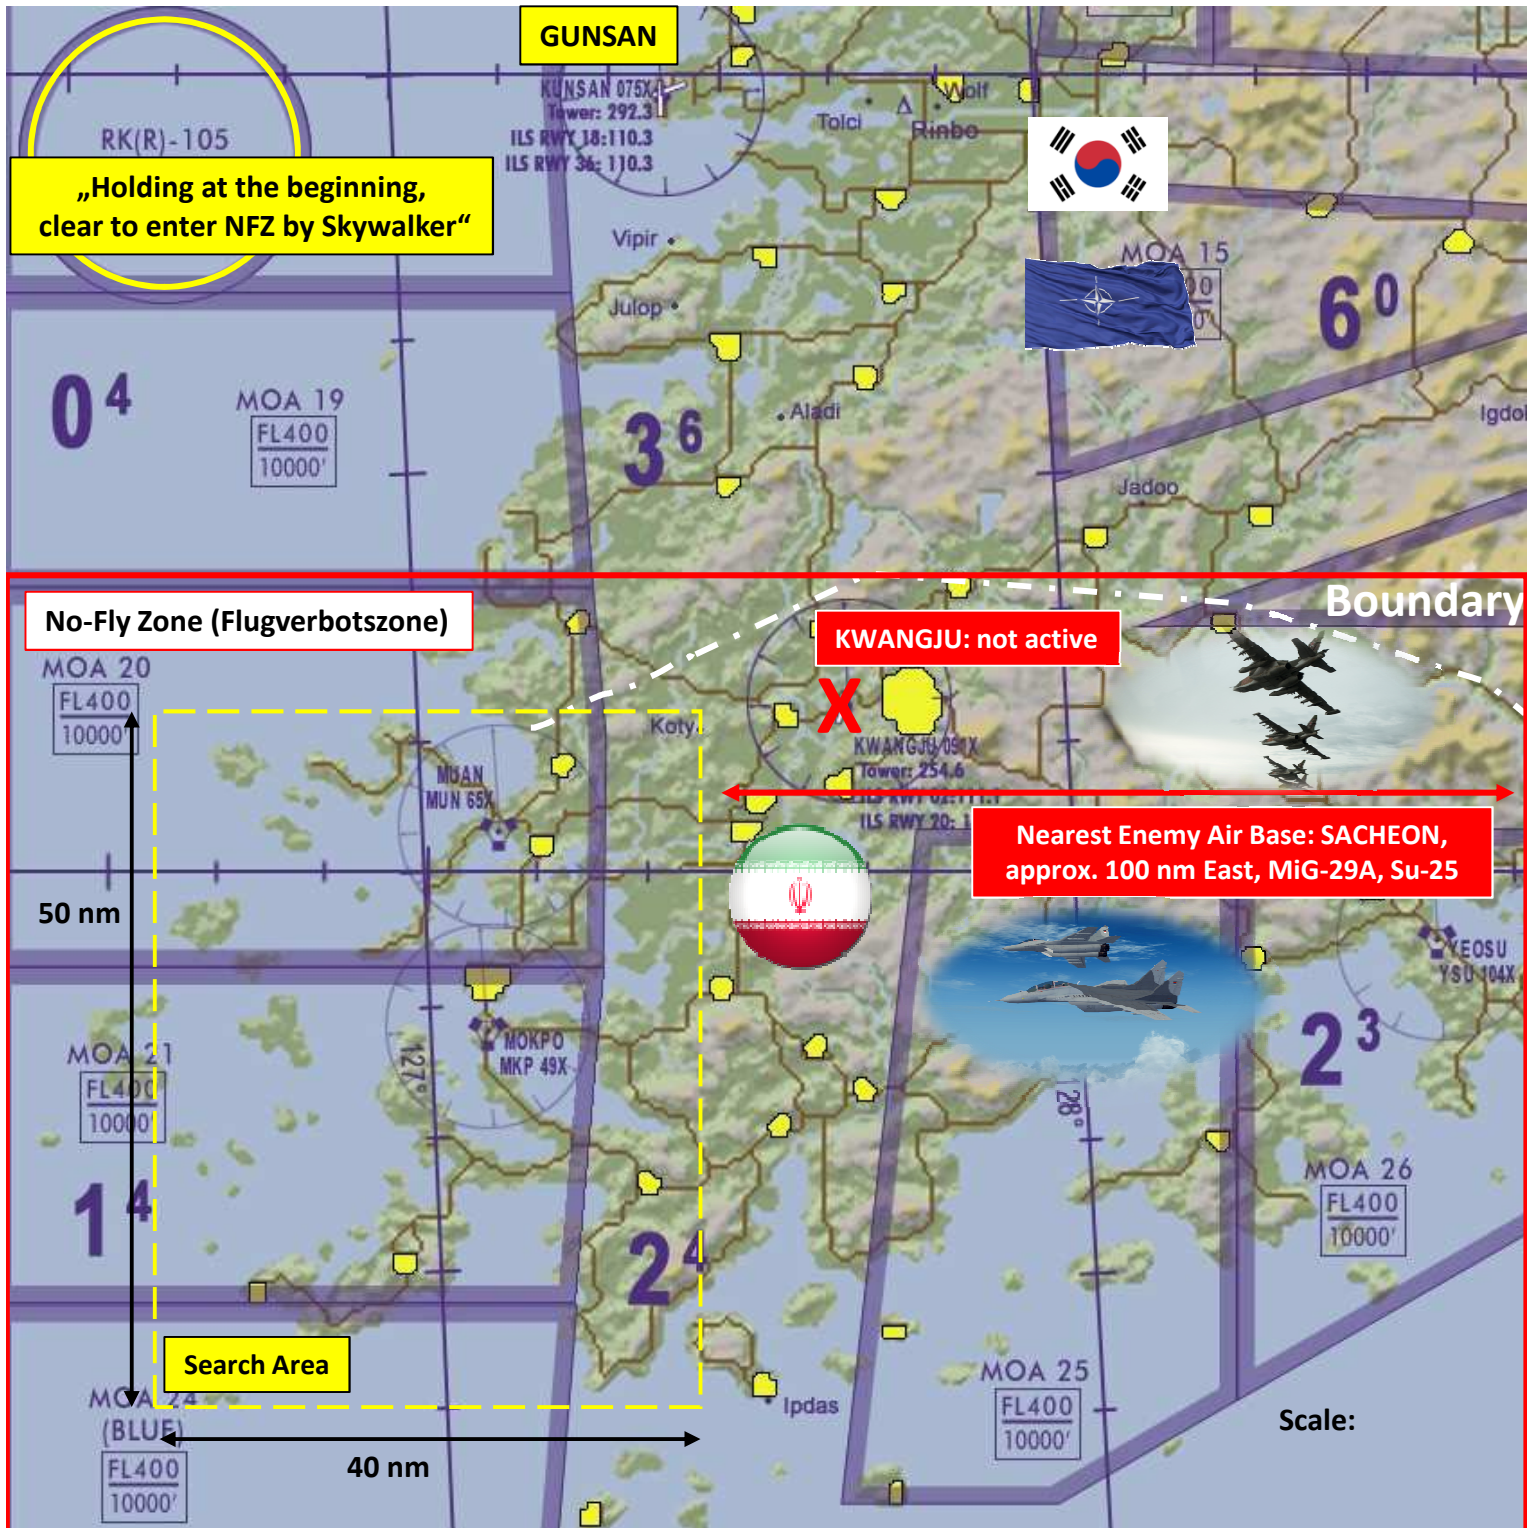 GUNSAN
KUNSAN 075X
Tower: 292.3
ILS RWY 18:110.3
ILS RWY 36: 110.3
Wolf
Tolci
Rinbo
RK(R)-105
„Holding at the beginning,
clear to enter NFZ by Skywalker“
Vipir
MOA 15
Julop
6 0
0 4
MOA 19
FL400
10000'
3 6
Aladi
Igdol
Jadoo
No-Fly Zone (Flugverbotszone)
Boundary
KWANGJU: not active
MOA 20
FL400
10000'
X
Koty
KWANGJU 091X
Tower: 254.6
MUAN
MUN 65X
ILS RWY 20:
Nearest Enemy Air Base: SACHEON,
approx. 100 nm East, MiG-29A, Su-25
50 nm
YEOSU
YSU 104X
MOKPO
MKP 49X
MOA 21
FL400
10000'
127°
2 3
28°
1 4
2 4
MOA 26
FL400
10000'
Search Area
MOA 24
(BLUE)
FL400
10000'
Ipdas
MOA 25
FL400
10000'
Scale:
40 nm